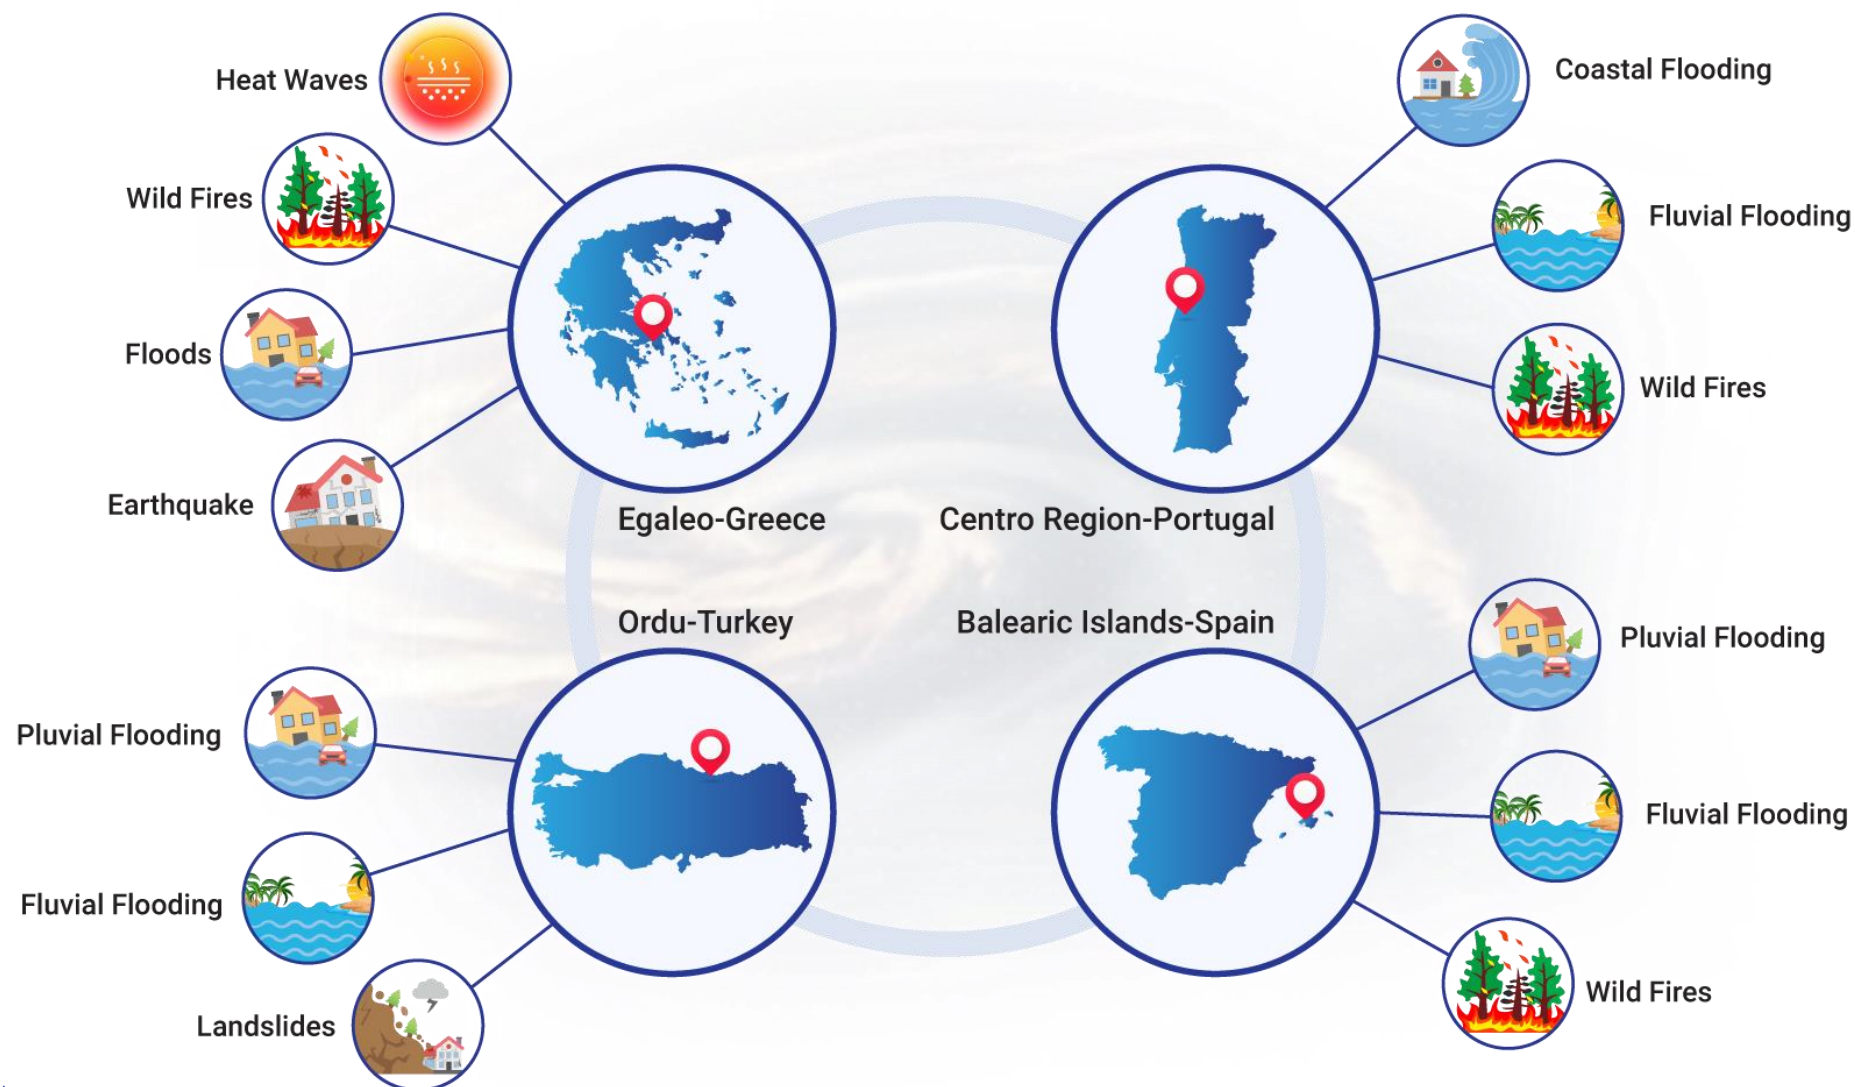 Heat Waves
Wild Fires
Floods
Earthquake
Egaleo-Greece
Coastal Flooding
Fluvial Flooding
Wild Fires
Centro Region-Portugal
Ordu-Turkey
Pluvial Flooding
Fluvial Flooding
Landslides
Balearic Islands-Spain
Pluvial Flooding
Fluvial Flooding
Wild Fires